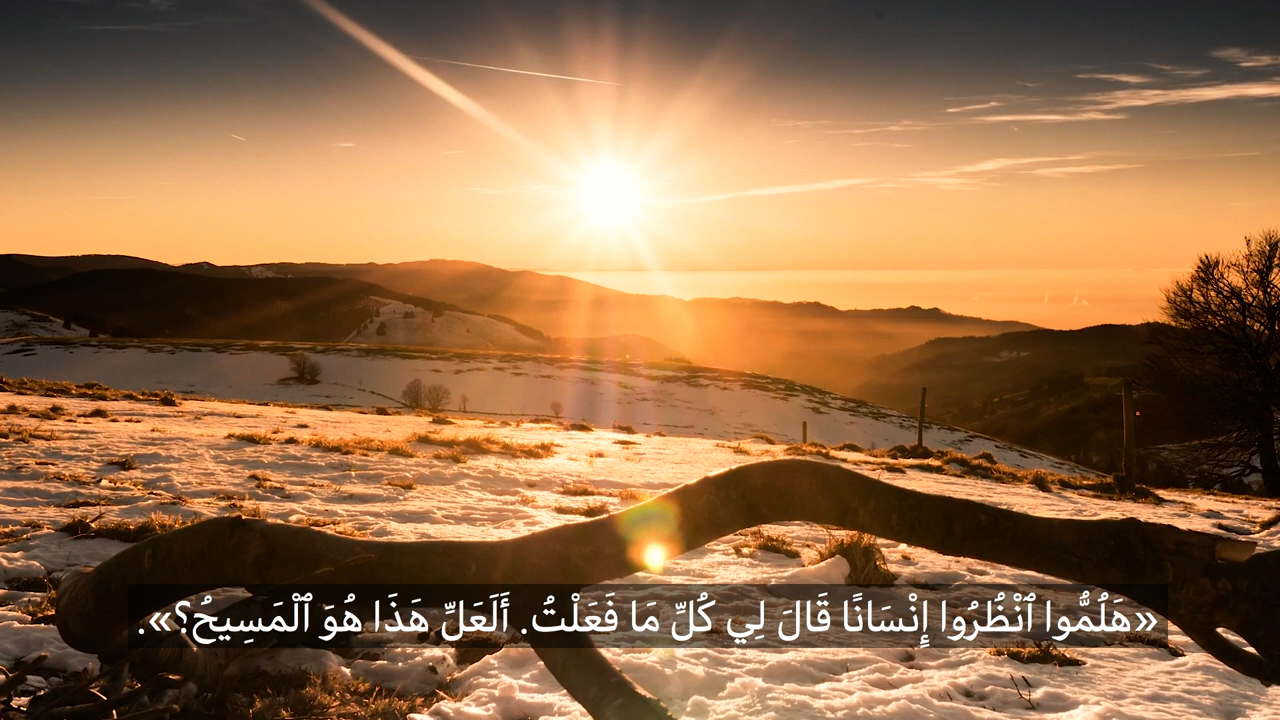 «هَلُمُّوا ٱنْظُرُوا إِنْسَانًا قَالَ لِي كُلِّ مَا فَعَلْتُ. أَلَعَلِّ هَذَا هُوَ ٱلْمَسِيحُ؟».